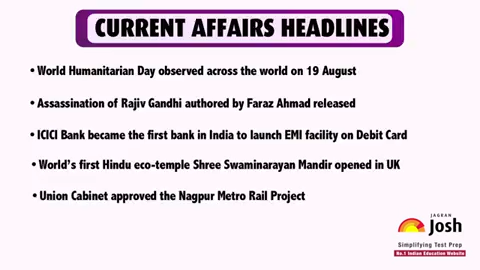 CURRENT AFFAIRS HEADLINES
• World Humanitarian Day observed across the world on 19 August
• Assassination of Rajiv Gandhi authored by Faraz Ahmad released
• ICICI Bank became the first bank in India to launch EMI facility on Debit Card
• World's first Hindu eco-temple Shree Swaminarayan Mandir opened in UK
• Union Cabinet approved the Nagpur Metro Rail Project
JAGRAN
Josh
Simplifying Test Prep
No.1 Indian Education Website